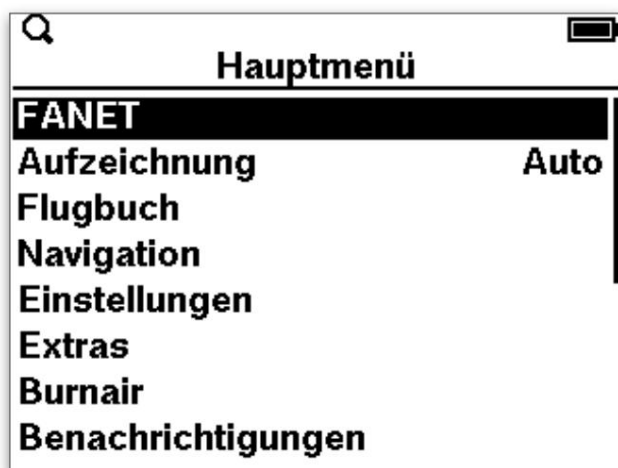 Hauptmenü
FANET
Aufzeichnung Auto
Flugbuch
Navigation
Einstellungen
Extras
Burnair
Benachrichtigungen